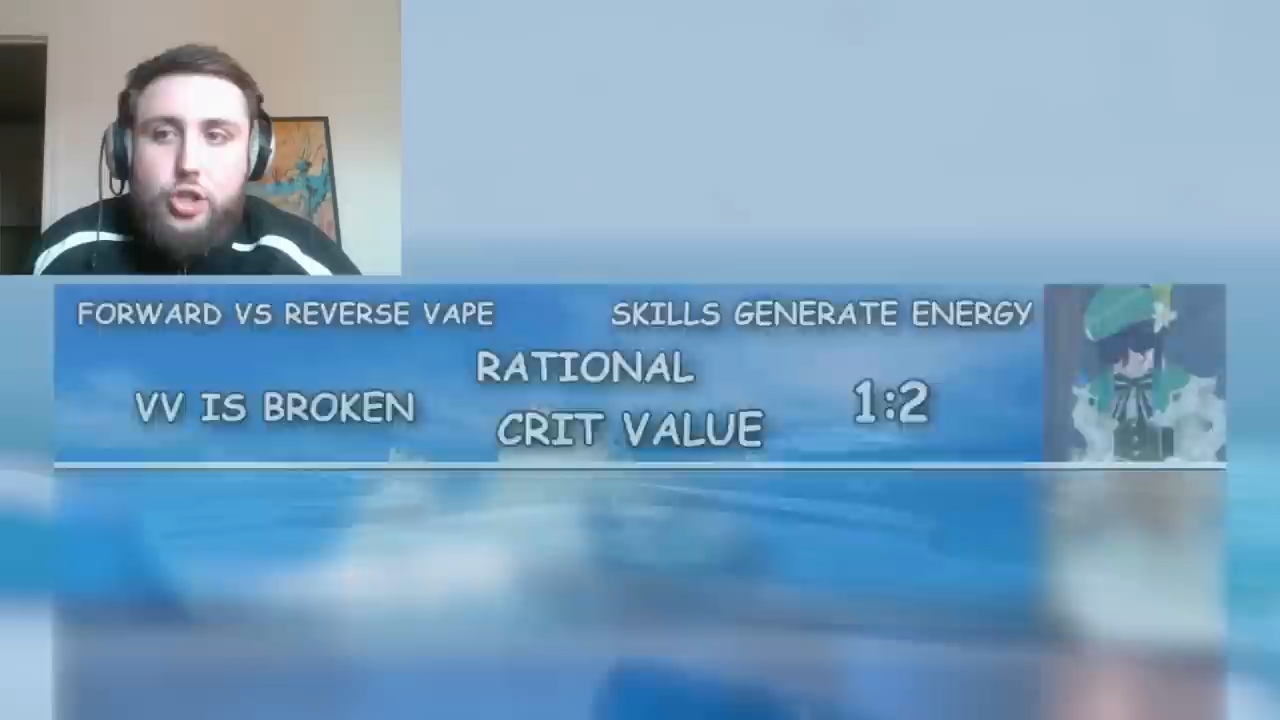 FORWARD VS REVERSE VAPE
SKILLS GENERATE ENERGY
RATIONAL
VV IS BROKEN
1:2
CRIT VALUE